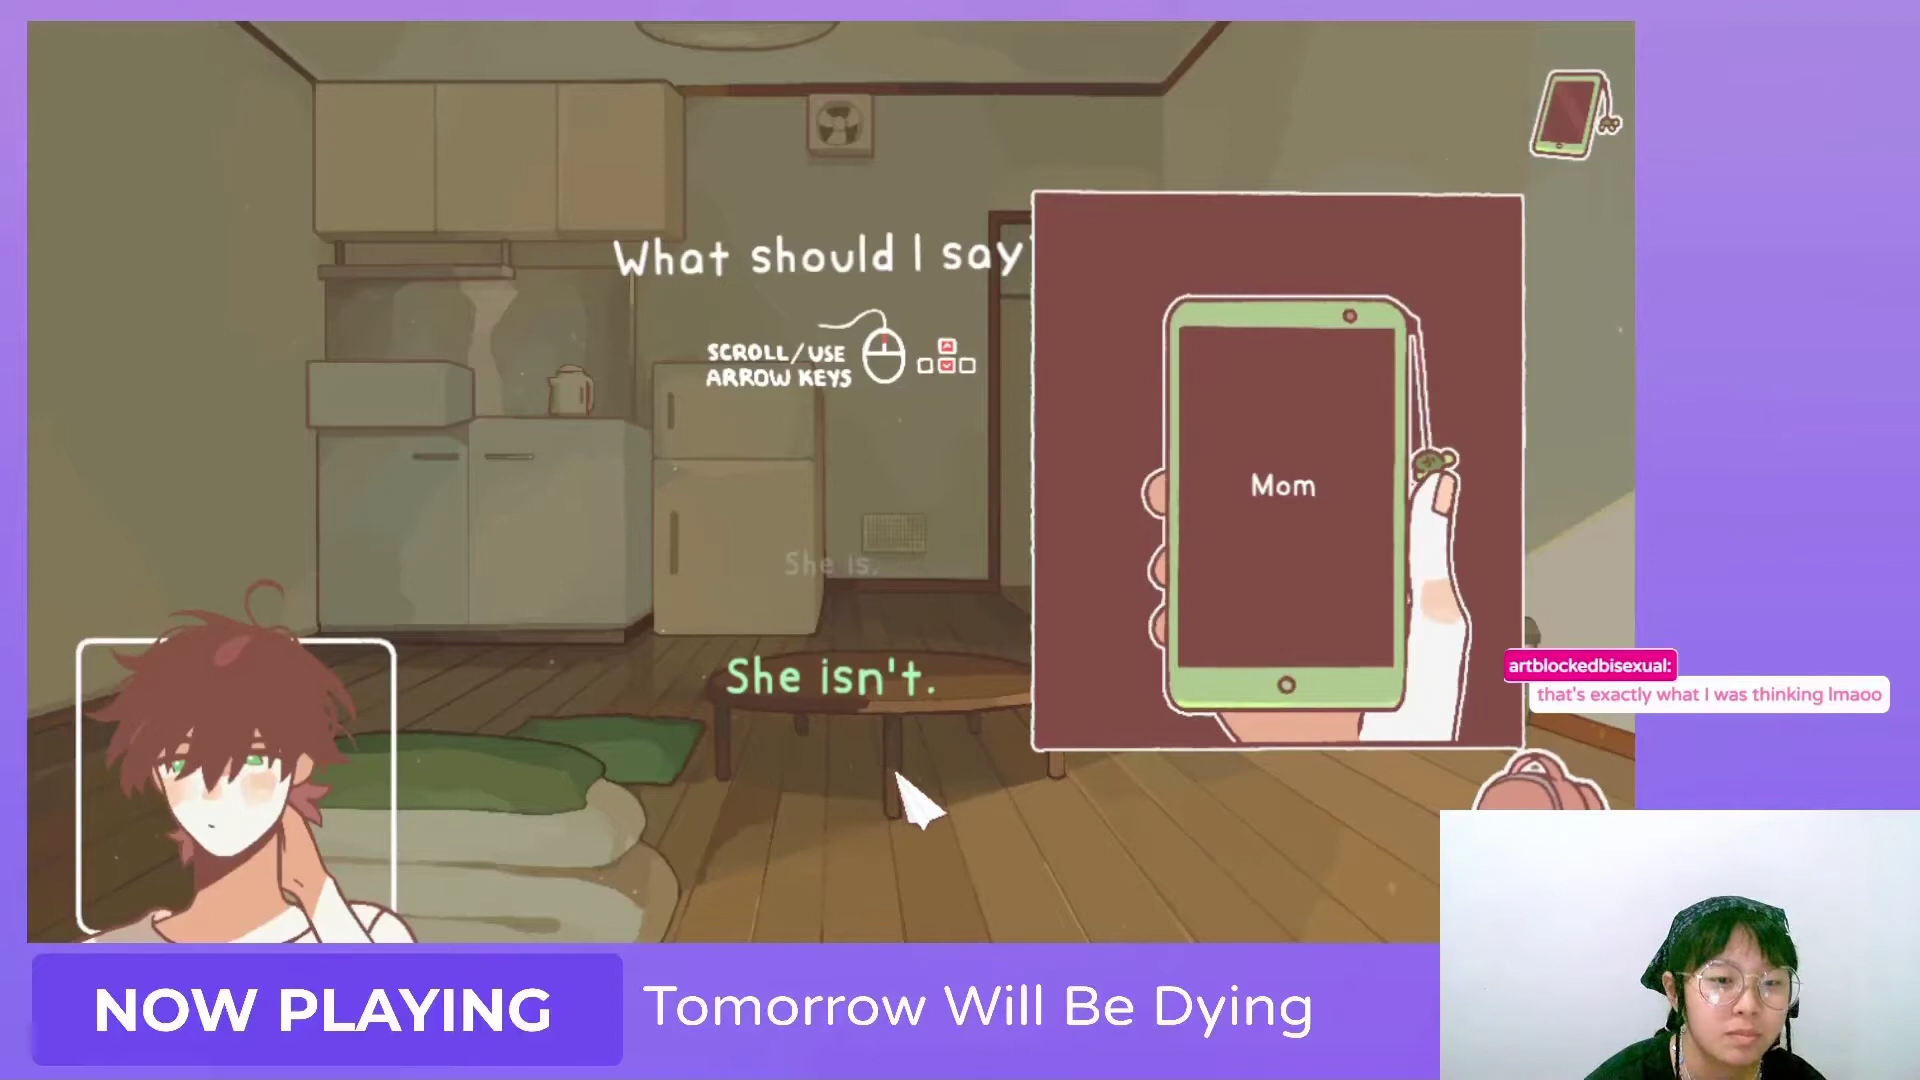 What should I say
SCROLL/USE
ARROW KEYS
Mom
She is.
She isn't.
artblockedbisexual:
that's exactly what I was thinking lmaoo
NOW PLAYING
Tomorrow Will Be Dying